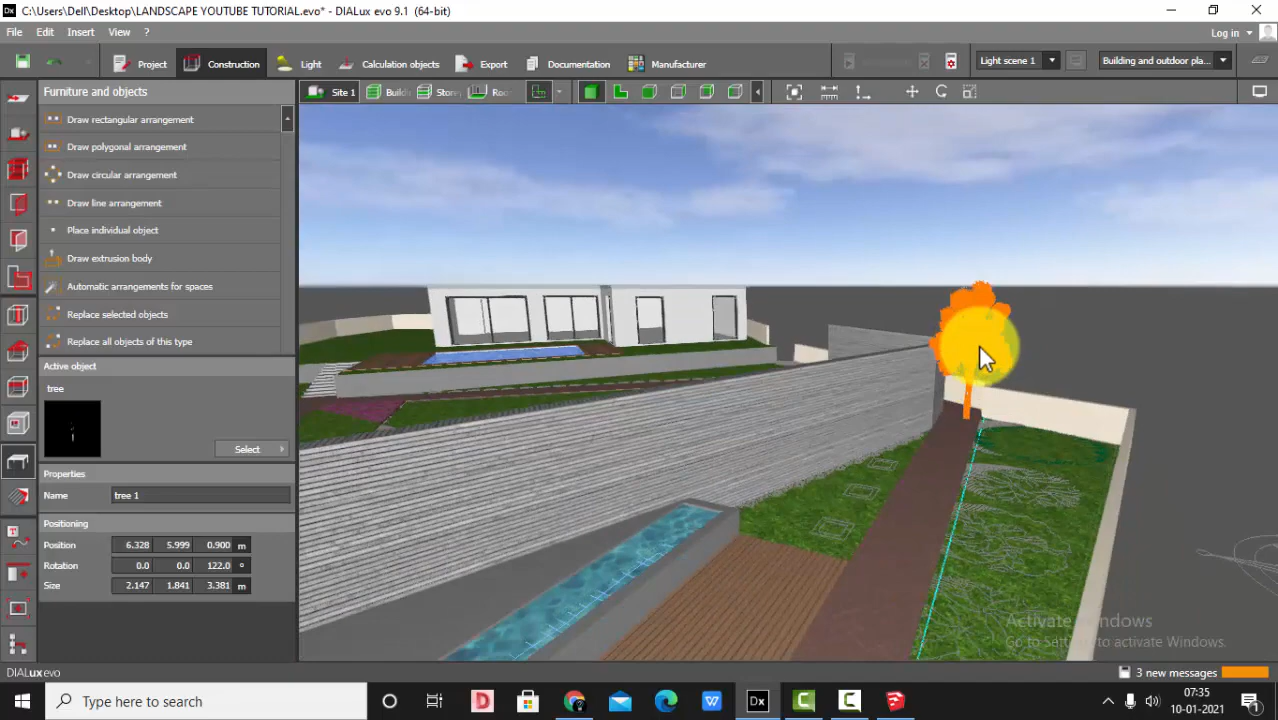 C:\Users\Dell\Desktop\LANDSCAPE YOUTUBE TUTORIAL.evo* - DIALux evo 9.1 (64-bit)
File Edit Insert View ?
Log in
Project Construction Light Calculation objects Export Documentation Manufacturer
Light scene 1
Building and outdoor pla...
Furniture and objects
Site 1
Draw rectangular arrangement
Draw polygonal arrangement
Draw circular arrangement
Draw line arrangement
Place individual object
Draw extrusion body
Automatic arrangements for spaces
Replace selected objects
Replace all objects of this type
Active object
tree
Select
Properties
Name tree 1
Positioning
Position 6.328 5.999 0.900 m
Rotation 0.0 0.0 122.0 °
Size 2.147 1.841 3.381 m
Activate Windows
Go to Settings to activate Windows.
DIALux evo
3 new messages
Type here to search
Dx
07:35
10-01-2021